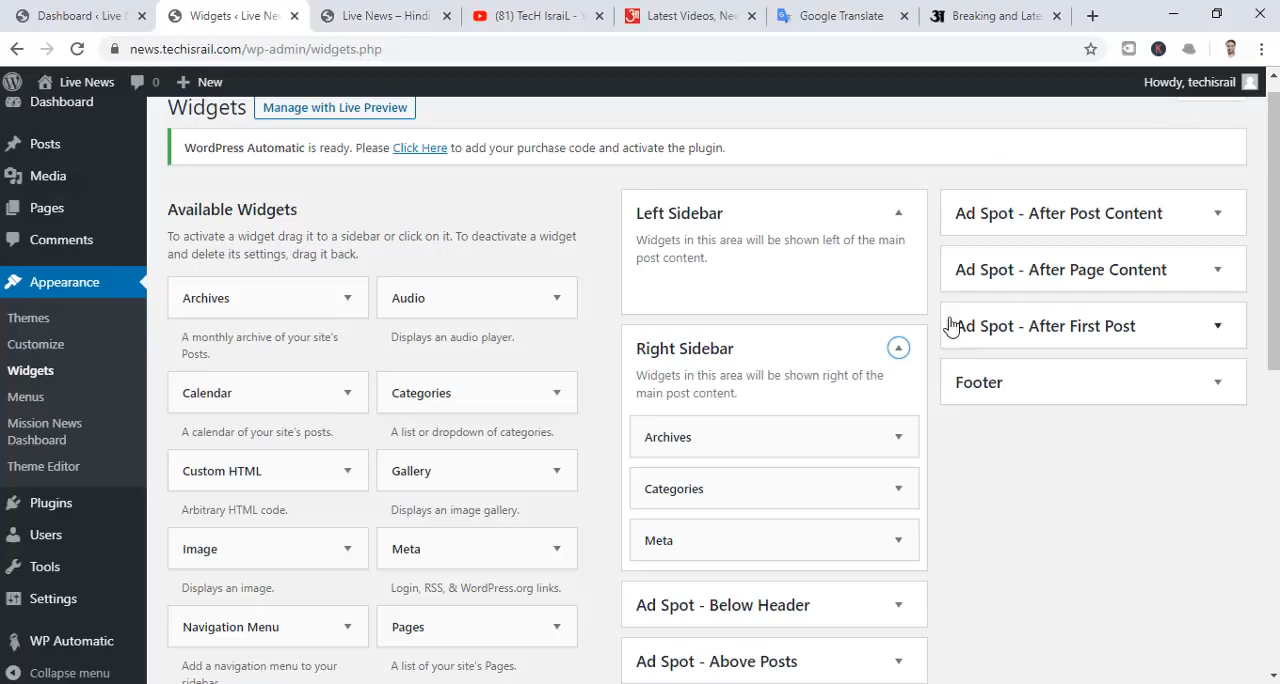 Dashboard ‹ Live N
Widgets ‹ Live New
Live News – Hindi
(81) TecH IsraiL - Y
Latest Videos, New
Google Translate
Breaking and Late
news.techisrail.com/wp-admin/widgets.php
Live News
0
New
Howdy, techisrail
Dashboard
Posts
Media
Pages
Comments
Appearance
Themes
Customize
Widgets
Menus
Mission News
Dashboard
Theme Editor
Plugins
Users
Tools
Settings
WP Automatic
Collapse menu
Widgets
Manage with Live Preview
WordPress Automatic is ready. Please Click Here to add your purchase code and activate the plugin.
Available Widgets
To activate a widget drag it to a sidebar or click on it. To deactivate a widget
and delete its settings, drag it back.
Archives
A monthly archive of your site's
Posts.
Audio
Displays an audio player.
Calendar
A calendar of your site's posts.
Categories
A list or dropdown of categories.
Custom HTML
Arbitrary HTML code.
Gallery
Displays an image gallery.
Image
Displays an image.
Meta
Login, RSS, & WordPress.org links.
Navigation Menu
Add a navigation menu to your
sidebar.
Pages
A list of your site's Pages.
Left Sidebar
Widgets in this area will be shown left of the main
post content.
Right Sidebar
Widgets in this area will be shown right of the
main post content.
Archives
Categories
Meta
Ad Spot - Below Header
Ad Spot - Above Posts
Ad Spot - After Post Content
Ad Spot - After Page Content
Ad Spot - After First Post
Footer